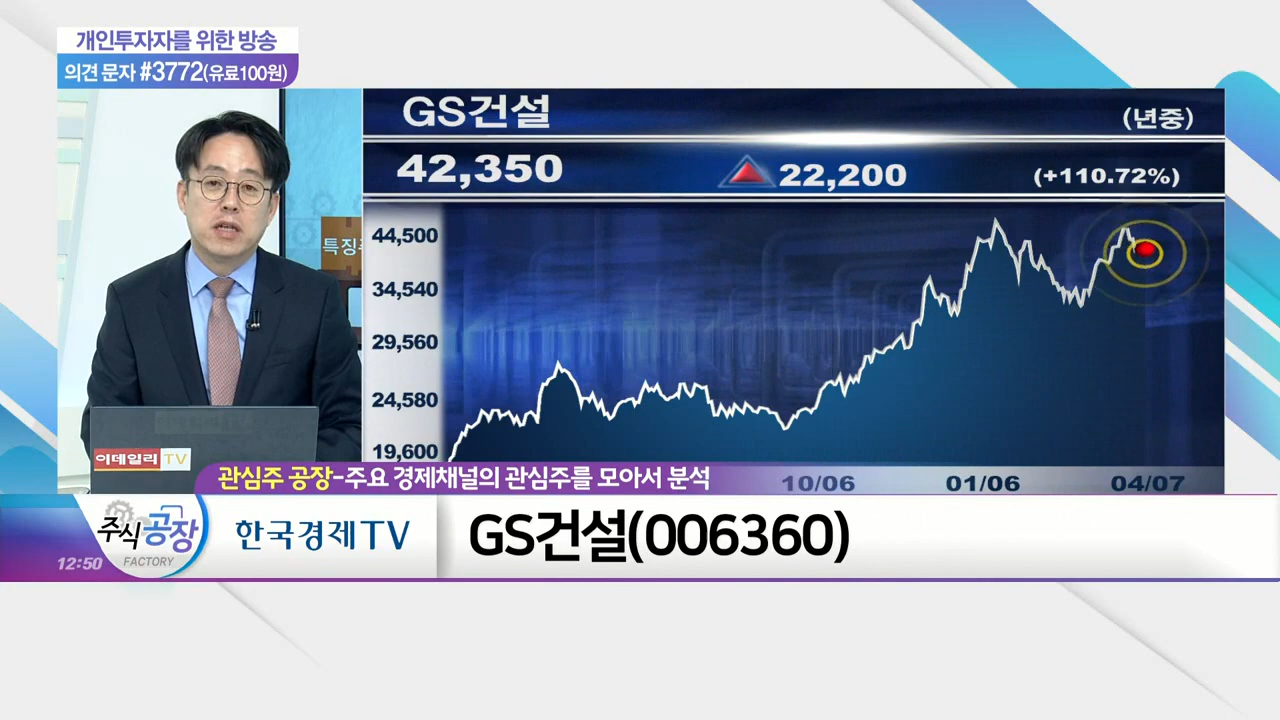 개인투자자를 위한 방송
의견 문자 #3772(유료100원)
GS건설
(년중)
42,350
22,200
(+110.72%)
특징
44,500
34,540
29,560
24,580
19,600
10/06
01/06
04/07
이데일리 TV
관심주 공장-주요 경제채널의 관심주를 모아서 분석
주식공장
FACTORY
12:50
한국경제TV
GS건설(006360)